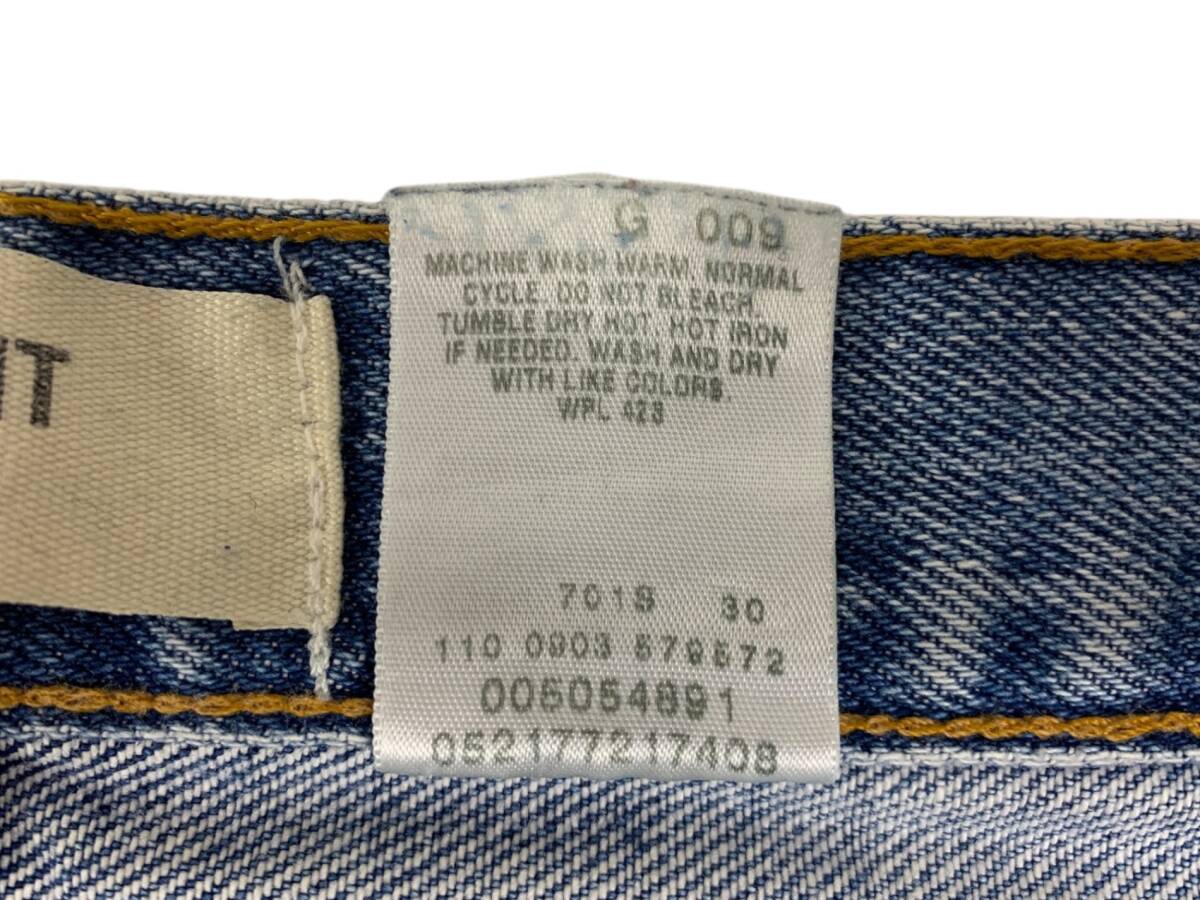 G 009
MACHINE WASH WARM, NORMAL
CYCLE. DO NOT BLEACH.
TUMBLE DRY HOT. HOT IRON
IF NEEDED. WASH AND DRY
WITH LIKE COLORS.
WPL 423
701S 30
110 0903 579572
005054891
052177217408